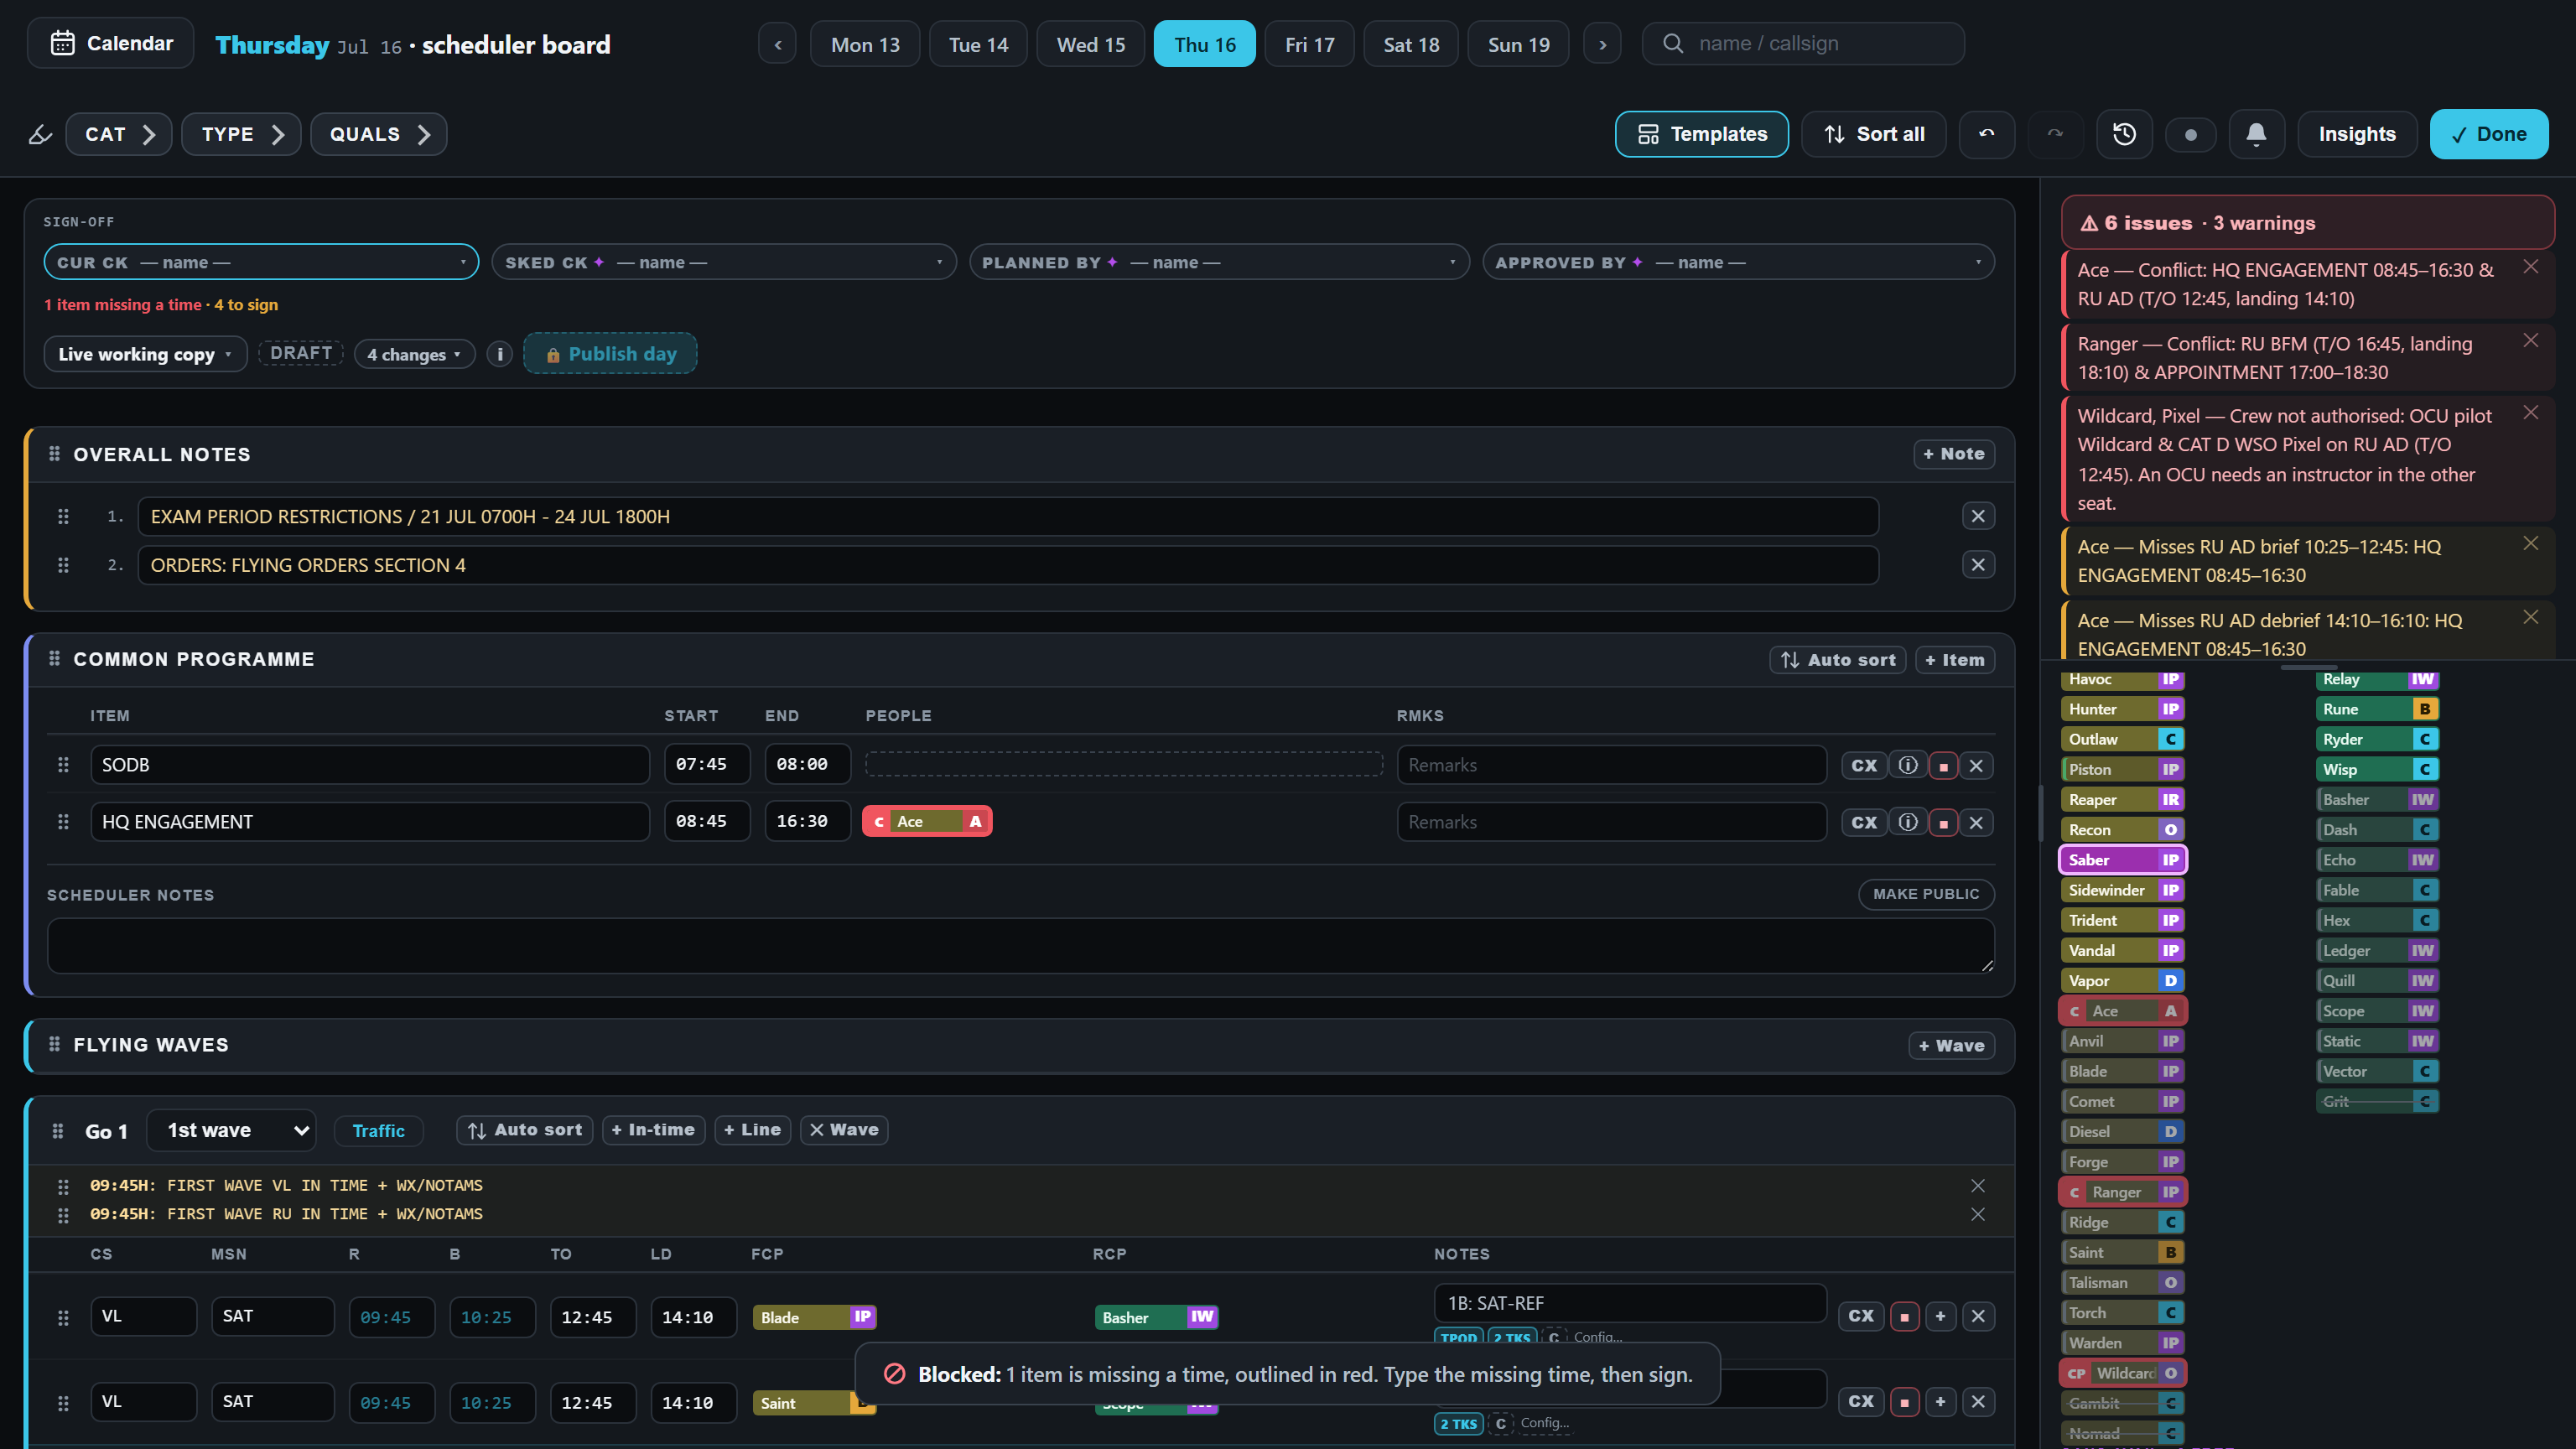 Calendar
Thursday Jul 16 · scheduler board
‹ Mon 13 Tue 14 Wed 15 Thu 16 Fri 17 Sat 18 Sun 19 ›
name / callsign
CAT TYPE QUALS
Templates Sort all Insights ✓ Done
SIGN-OFF
CUR CK — name —
SKED CK ✦ — name —
PLANNED BY ✦ — name —
APPROVED BY ✦ — name —
1 item missing a time · 4 to sign
Live working copy DRAFT 4 changes i Publish day
OVERALL NOTES
+ Note
1. EXAM PERIOD RESTRICTIONS / 21 JUL 0700H - 24 JUL 1800H
2. ORDERS: FLYING ORDERS SECTION 4
COMMON PROGRAMME
Auto sort + Item
ITEM START END PEOPLE RMKS
SODB 07:45 08:00 Remarks CX
HQ ENGAGEMENT 08:45 16:30 C Ace A Remarks CX
SCHEDULER NOTES
MAKE PUBLIC
FLYING WAVES
+ Wave
Go 1 1st wave Traffic Auto sort + In-time + Line X Wave
09:45H: FIRST WAVE VL IN TIME + WX/NOTAMS
09:45H: FIRST WAVE RU IN TIME + WX/NOTAMS
CS MSN R B TO LD FCP RCP NOTES
VL SAT 09:45 10:25 12:45 14:10 Blade IP Basher IW 1B: SAT-REF CX +
TPOD 2 TKS C Config...
VL SAT 09:45 10:25 12:45 14:10 Saint Scope CX +
2 TKS C Config...
Blocked: 1 item is missing a time, outlined in red. Type the missing time, then sign.
6 issues · 3 warnings
Ace — Conflict: HQ ENGAGEMENT 08:45–16:30 &
RU AD (T/O 12:45, landing 14:10)
Ranger — Conflict: RU BFM (T/O 16:45, landing
18:10) & APPOINTMENT 17:00–18:30
Wildcard, Pixel — Crew not authorised: OCU pilot
Wildcard & CAT D WSO Pixel on RU AD (T/O
12:45). An OCU needs an instructor in the other
seat.
Ace — Misses RU AD brief 10:25–12:45: HQ
ENGAGEMENT 08:45–16:30
Ace — Misses RU AD debrief 14:10–16:10: HQ
ENGAGEMENT 08:45–16:30
Havoc IP
Hunter IP
Outlaw C
Piston IP
Reaper IR
Recon O
Saber IP
Sidewinder IP
Trident IP
Vandal IP
Vapor D
C Ace A
Anvil IP
Blade IP
Comet IP
Diesel D
Forge IP
C Ranger IP
Ridge C
Saint B
Talisman O
Torch C
Warden IP
CP Wildcard O
Gambit C
Nomad C
Relay IW
Rune B
Ryder C
Wisp C
Basher IW
Dash C
Echo IW
Fable C
Hex C
Ledger IW
Quill IW
Scope IW
Static IW
Vector C
Grit C